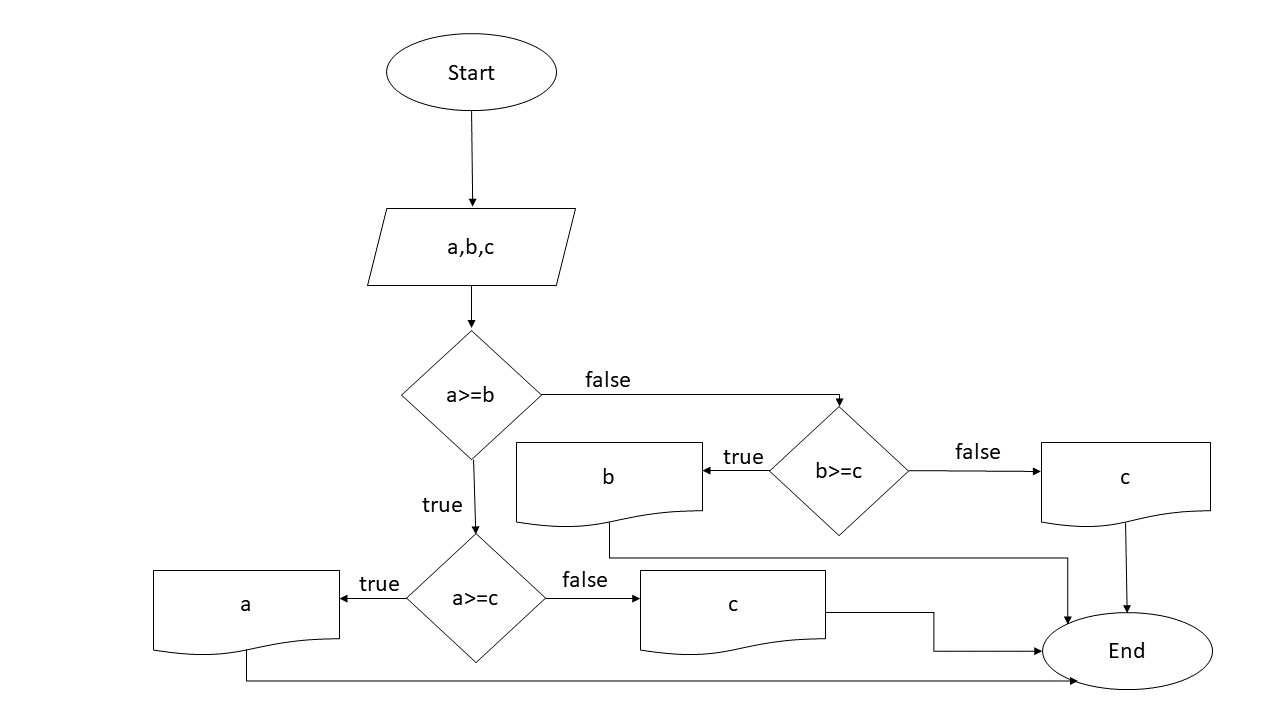 Start
a,b,c
a>=b
false
b>=c
true
b
false
c
true
a>=c
true
a
false
c
End